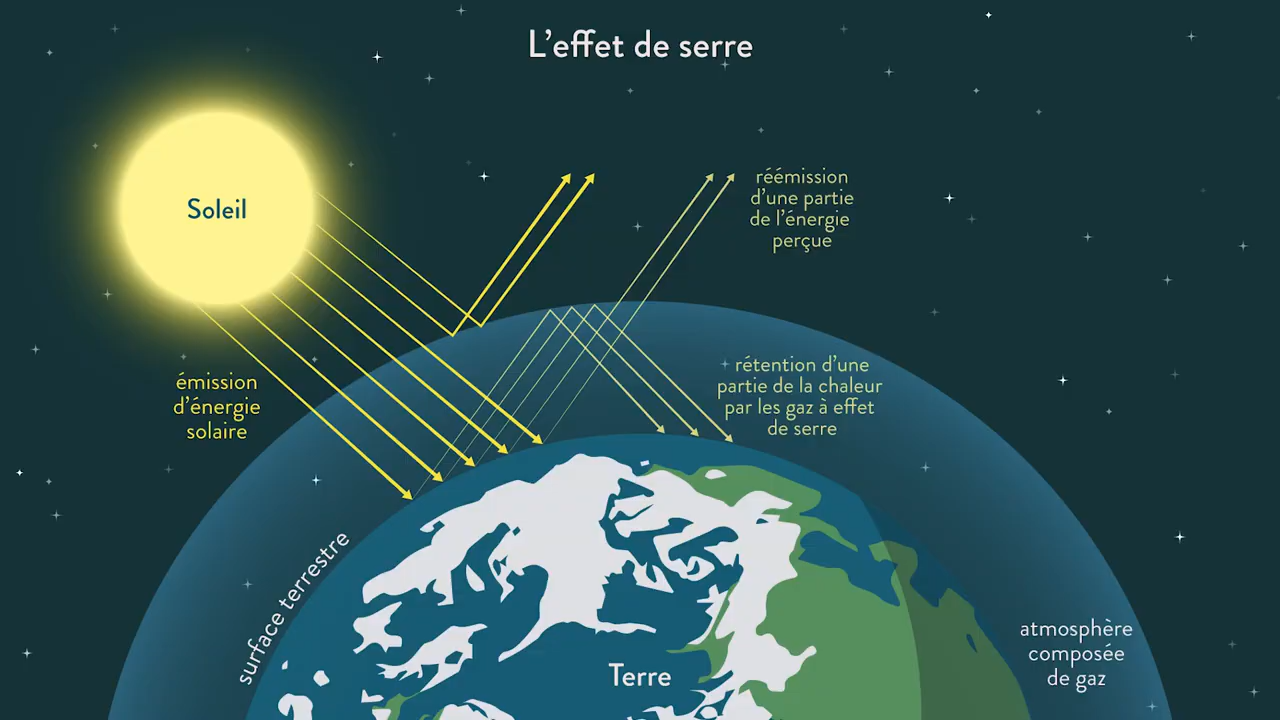 L'effet de serre
Soleil
réémission
d'une partie
de l'énergie
perçue
émission
d'énergie
solaire
rétention d'une
partie de la chaleur
par les gaz à effet
de serre
surface terrestre
Terre
atmosphère
composée
de gaz